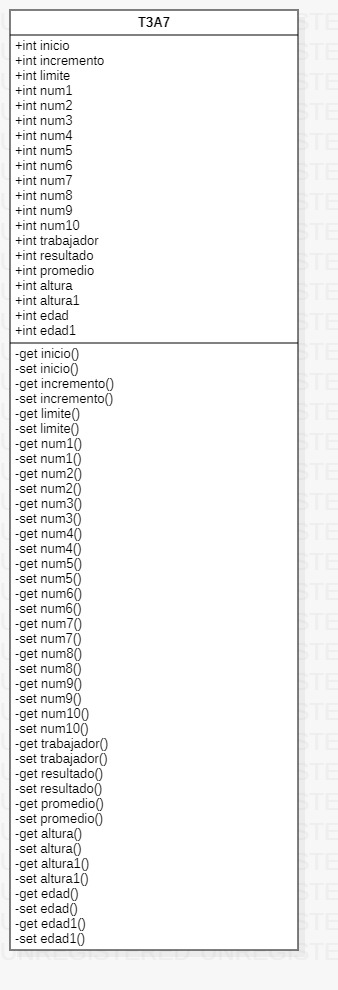 T3A7
+int inicio
+int incremento
+int limite
+int num1
+int num2
+int num3
+int num4
+int num5
+int num6
+int num7
+int num8
+int num9
+int num10
+int trabajador
+int resultado
+int promedio
+int altura
+int altura1
+int edad
+int edad1
-get inicio()
-set inicio()
-get incremento()
-set incremento()
-get limite()
-set limite()
-get num1()
-set num1()
-get num2()
-set num2()
-get num3()
-set num3()
-get num4()
-set num4()
-get num5()
-set num5()
-get num6()
-set num6()
-get num7()
-set num7()
-get num8()
-set num8()
-get num9()
-set num9()
-get num10()
-set num10()
-get trabajador()
-set trabajador()
-get resultado()
-set resultado()
-get promedio()
-set promedio()
-get altura()
-set altura()
-get altura1()
-set altura1()
-get edad()
-set edad()
-get edad1()
-set edad1()
UNREGISTERED UNREGISTERED